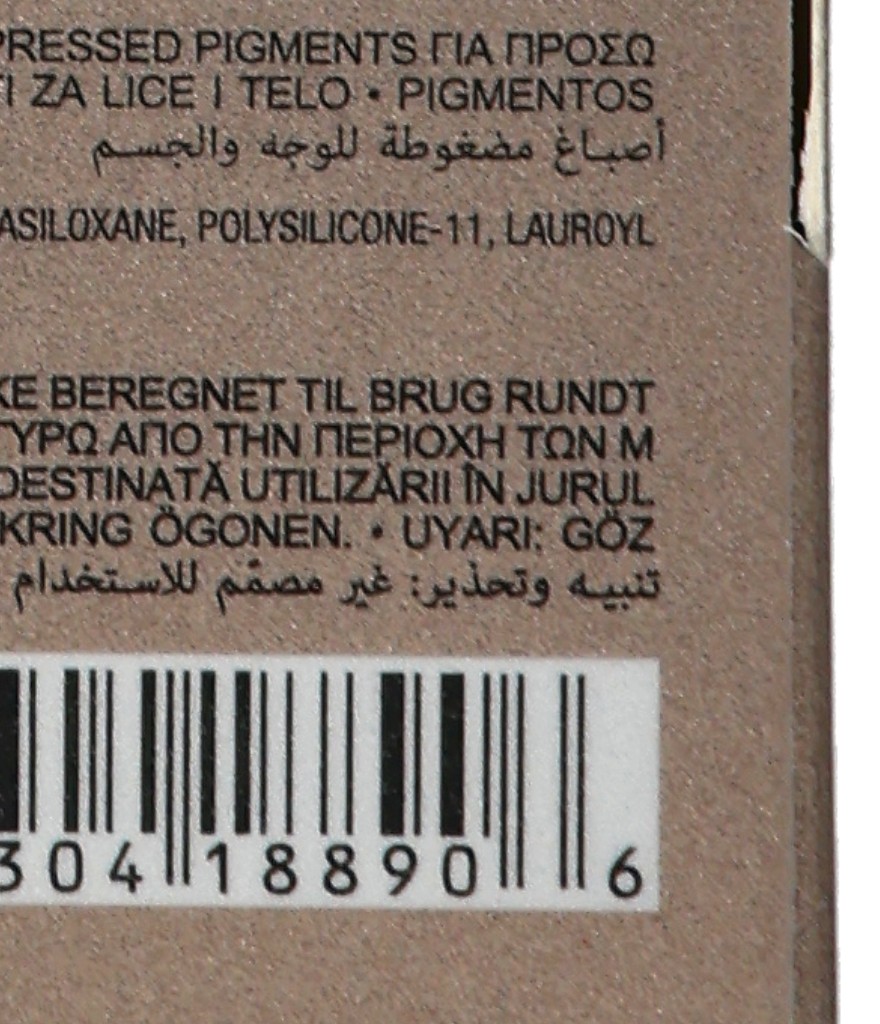 PRESSED PIGMENTS ΓΙΑ ΠΡΟΣΩ
ZA LICE I TELO • PIGMENTOS
أصباغ مضغوطة للوجه والجسم
ASILOXANE, POLYSILICONE-11, LAUROYL
KE BEREGNET TIL BRUG RUNDT
ΤΥΡΩ ΑΠΟ ΤΗΝ ΠΕΡΙΟΧΗ ΤΩΝ Μ
DESTINATĂ UTILIZĂRII ÎN JURUL
KRING ÖGONEN. • UYARI: GÖZ
تنبيه وتحذير: غير مصمّم للاستخدام
304 18890 6